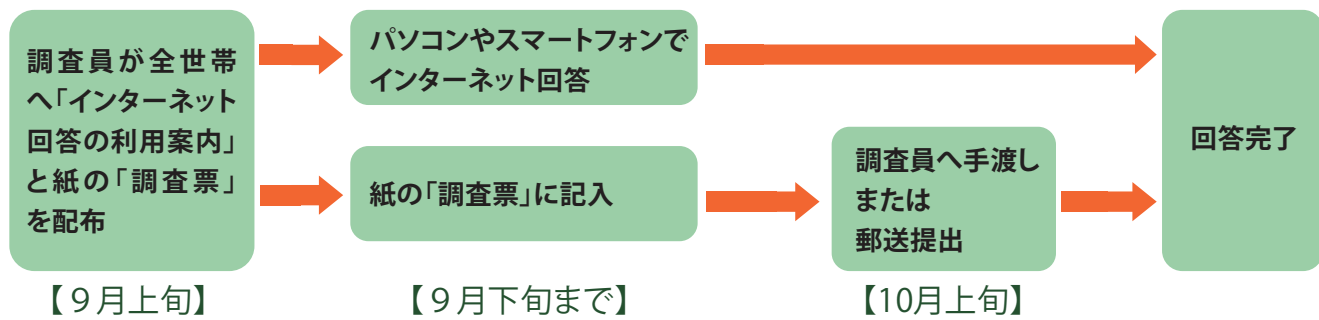 調査員が全世帯
へ「インターネット
回答の利用案内」
と紙の「調査票」
を配布
パソコンやスマートフォンで
インターネット回答
紙の「調査票」に記入
調査員へ手渡し
または
郵送提出
回答完了
【９月上旬】
【９月下旬まで】
【10月上旬】